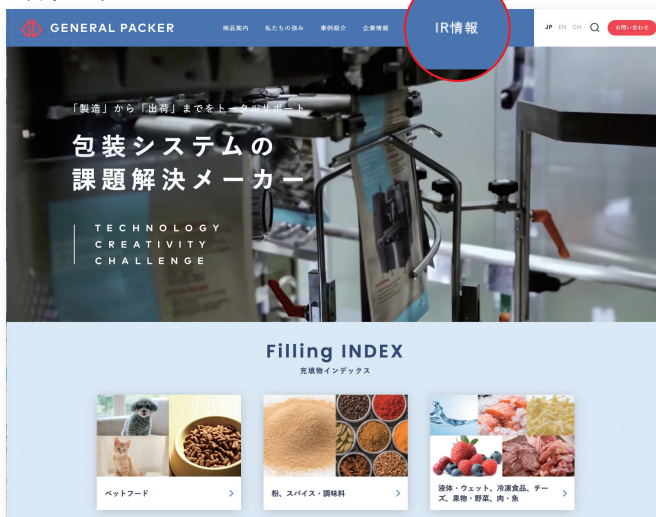 GENERAL PACKER
商品案内
私たちの強み
事例紹介
企業情報
IR情報
JP EN CH
お問い合わせ
「製造」から「出荷」までをトータルサポート
包装システムの
課題解決メーカー
TECHNOLOGY
CREATIVITY
CHALLENGE
Filling INDEX
充填物インデックス
ペットフード
粉、スパイス・調味料
液体・ウェット、冷凍食品、チー
ズ、果物・野菜、肉・魚